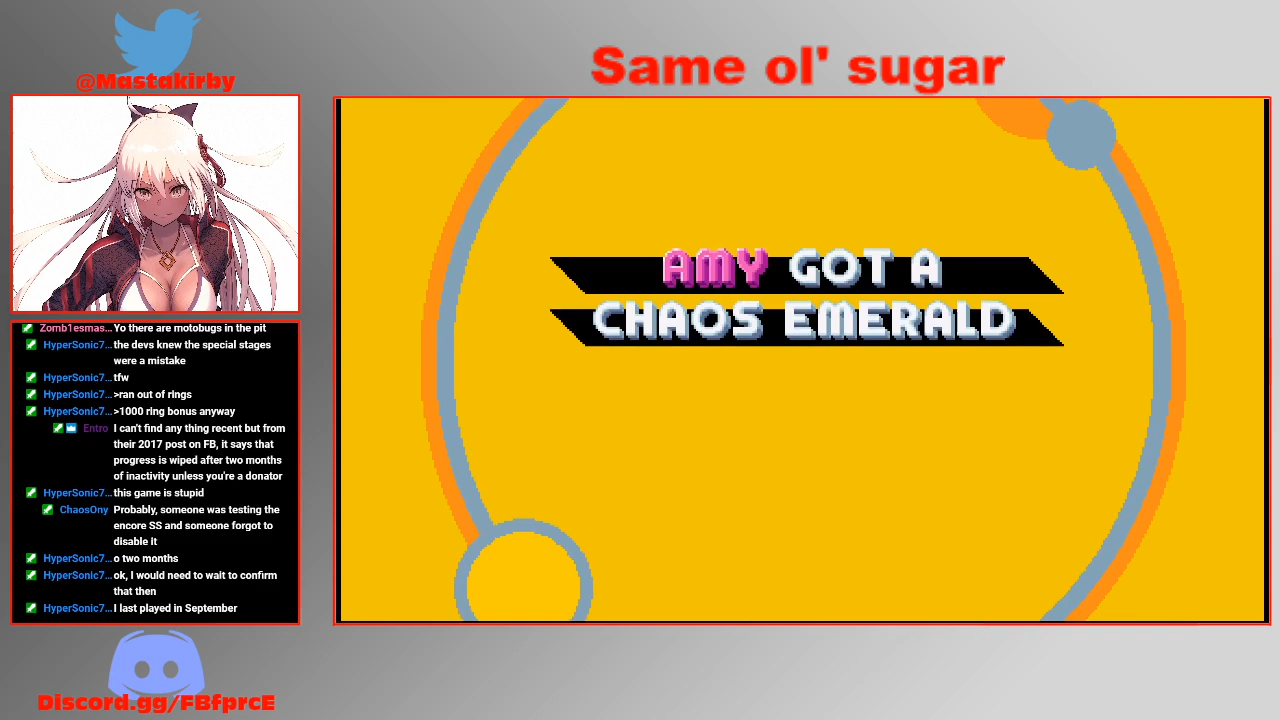 @Mastakirby
Same ol' sugar
AMY GOT A
CHAOS EMERALD
Zomb1esmas... Yo there are motobugs in the pit
HyperSonic7... the devs knew the special stages
were a mistake
HyperSonic7... tfw
HyperSonic7... >ran out of rings
HyperSonic7... >1000 ring bonus anyway
Entro I can't find any thing recent but from
their 2017 post on FB, it says that
progress is wiped after two months
of inactivity unless you're a donator
HyperSonic7... this game is stupid
ChaosOny Probably, someone was testing the
encore SS and someone forgot to
disable it
HyperSonic7... o two months
HyperSonic7... ok, I would need to wait to confirm
that then
HyperSonic7... I last played in September
Discord.gg/FBfprcE